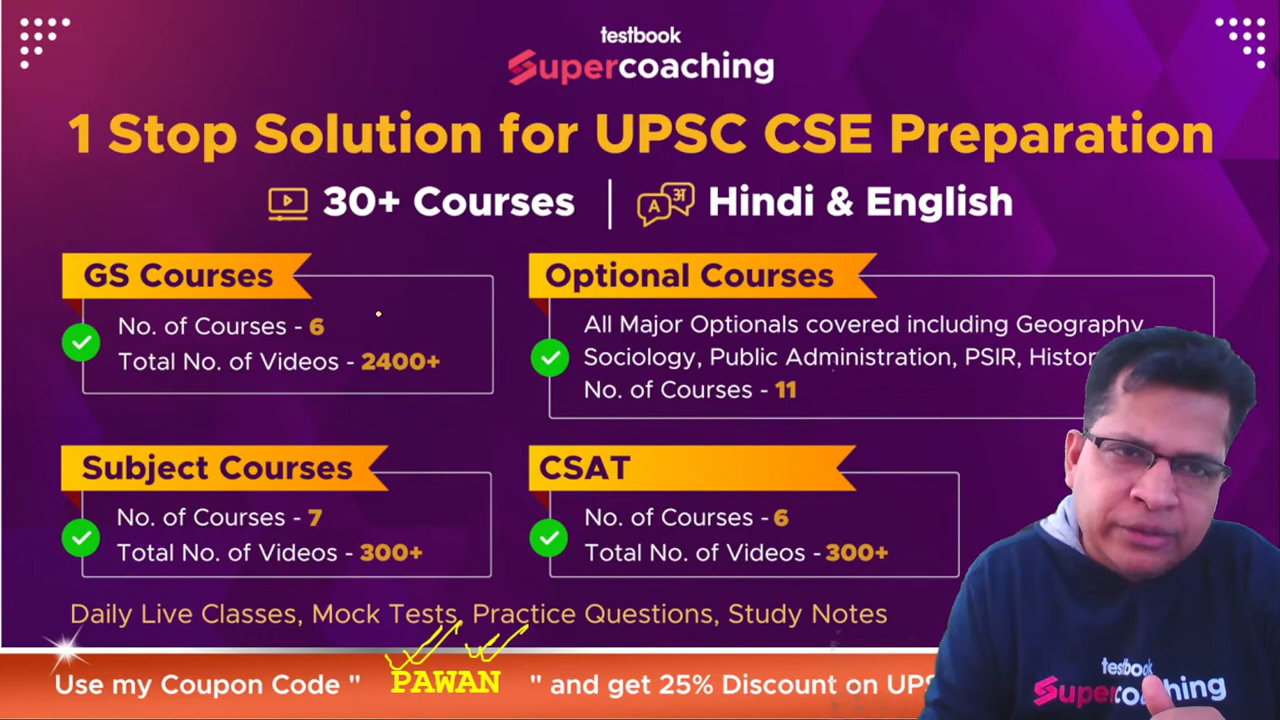 testbook
Supercoaching
1 Stop Solution for UPSC CSE Preparation
30+ Courses
A अ Hindi & English
GS Courses
No. of Courses - 6
Total No. of Videos - 2400+
Optional Courses
All Major Optionals covered including Geography
Sociology, Public Administration, PSIR,
No. of Courses - 11
Subject Courses
No. of Courses - 7
Total No. of Videos - 300+
CSAT
No. of Courses - 6
Total No. of Videos - 300+
Daily Live Classes, Mock Tests, Practice Questions, Study Notes
Use my Coupon Code " PAWAN " and get 25% Discount on
testbook